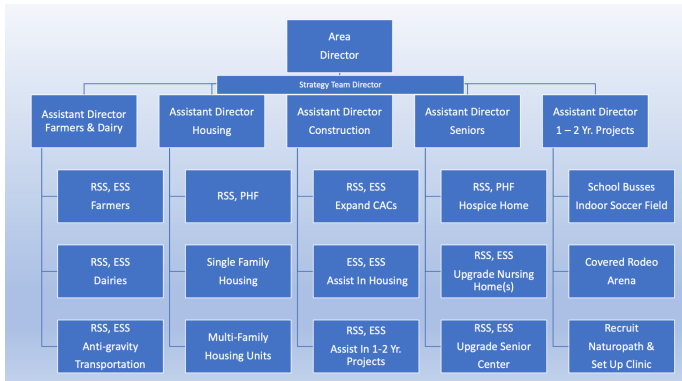 Area
Director
Strategy Team Director
Assistant Director
Farmers & Dairy
Assistant Director
Housing
Assistant Director
Construction
Assistant Director
Seniors
Assistant Director
1 – 2 Yr. Projects
RSS, ESS
Farmers
RSS, PHF
RSS, ESS
Expand CACs
RSS, PHF
Hospice Home
School Busses
Indoor Soccer Field
RSS, ESS
Dairies
Single Family
Housing
ESS, ESS
Assist In Housing
RSS, ESS
Upgrade Nursing
Home(s)
Covered Rodeo
Arena
RSS, ESS
Anti-gravity
Transportation
Multi-Family
Housing Units
RSS, ESS
Assist In 1-2 Yr.
Projects
RSS, ESS
Upgrade Senior
Center
Recruit
Naturopath &
Set Up Clinic